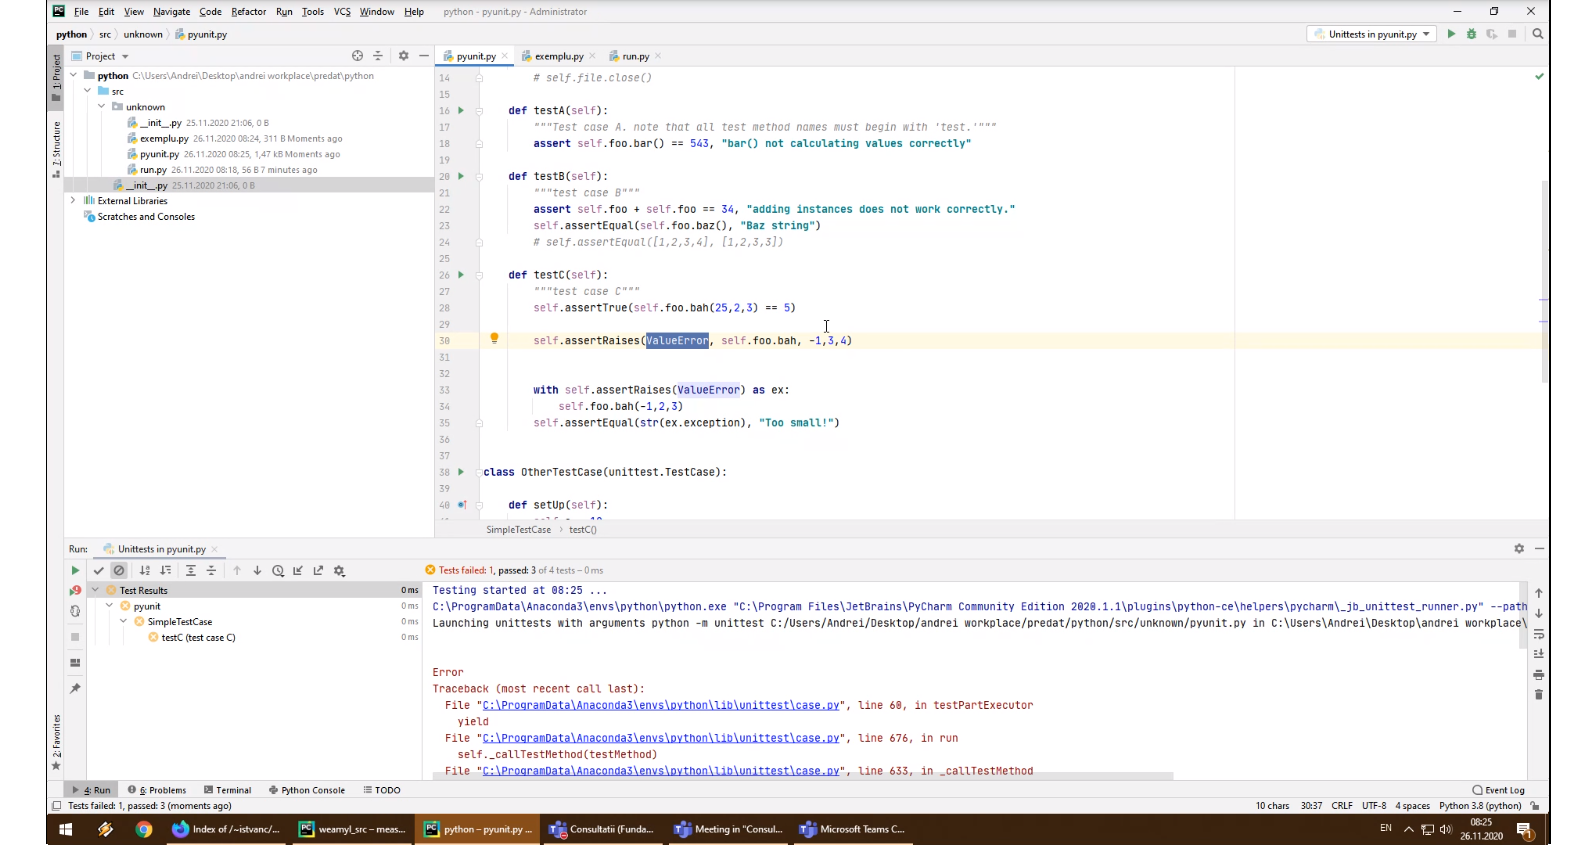 File Edit View Navigate Code Refactor Run Tools VCS Window Help python - pyunit.py - Administrator
python src unknown pyunit.py Unittests in pyunit.py
Project pyunit.py exemplu.py run.py
1: Project
7: Structure
2: Favorites
python C:\Users\Andrei\Desktop\andrei workplace\predat\python
src
unknown
__init__.py 25.11.2020 21:06, 0 B
exemplu.py 26.11.2020 08:24, 311 B Moments ago
pyunit.py 26.11.2020 08:25, 1,47 kB Moments ago
run.py 26.11.2020 08:18, 56 B 7 minutes ago
__init__.py 25.11.2020 21:06, 0 B
External Libraries
Scratches and Consoles
14 # self.file.close()
15
16 def testA(self):
17 """Test case A. note that all test method names must begin with 'test.'"""
18 assert self.foo.bar() == 543, "bar() not calculating values correctly"
19
20 def testB(self):
21 """test case B"""
22 assert self.foo + self.foo == 34, "adding instances does not work correctly."
23 self.assertEqual(self.foo.baz(), "Baz string")
24 # self.assertEqual([1,2,3,4], [1,2,3,3])
25
26 def testC(self):
27 """test case C"""
28 self.assertTrue(self.foo.bah(25,2,3) == 5)
29
30 self.assertRaises(ValueError, self.foo.bah, -1,3,4)
31
32
33 with self.assertRaises(ValueError) as ex:
34 self.foo.bah(-1,2,3)
35 self.assertEqual(str(ex.exception), "Too small!")
36
37
38 class OtherTestCase(unittest.TestCase):
39
40 def setUp(self):
SimpleTestCase testC()
Run: Unittests in pyunit.py
Tests failed: 1, passed: 3 of 4 tests – 0 ms
Test Results 0 ms
pyunit 0 ms
SimpleTestCase 0 ms
testC (test case C) 0 ms
Testing started at 08:25 ...
C:\ProgramData\Anaconda3\envs\python\python.exe "C:\Program Files\JetBrains\PyCharm Community Edition 2020.1.1\plugins\python-ce\helpers\pycharm\_jb_unittest_runner.py" --path
Launching unittests with arguments python -m unittest C:/Users/Andrei/Desktop/andrei workplace/predat/python/src/unknown/pyunit.py in C:\Users\Andrei\Desktop\andrei workplace\
Error
Traceback (most recent call last):
File "C:\ProgramData\Anaconda3\envs\python\lib\unittest\case.py", line 60, in testPartExecutor
yield
File "C:\ProgramData\Anaconda3\envs\python\lib\unittest\case.py", line 676, in run
self._callTestMethod(testMethod)
File "C:\ProgramData\Anaconda3\envs\python\lib\unittest\case.py", line 633, in _callTestMethod
4: Run 6: Problems Terminal Python Console TODO Event Log
Tests failed: 1, passed: 3 (moments ago) 10 chars 30:37 CRLF UTF-8 4 spaces Python 3.8 (python)
Index of /~istvanc/... weamyl_src – meas... python – pyunit.py ... Consultatii (Funda... Meeting in "Consul... Microsoft Teams C... EN 08:25
26.11.2020
1